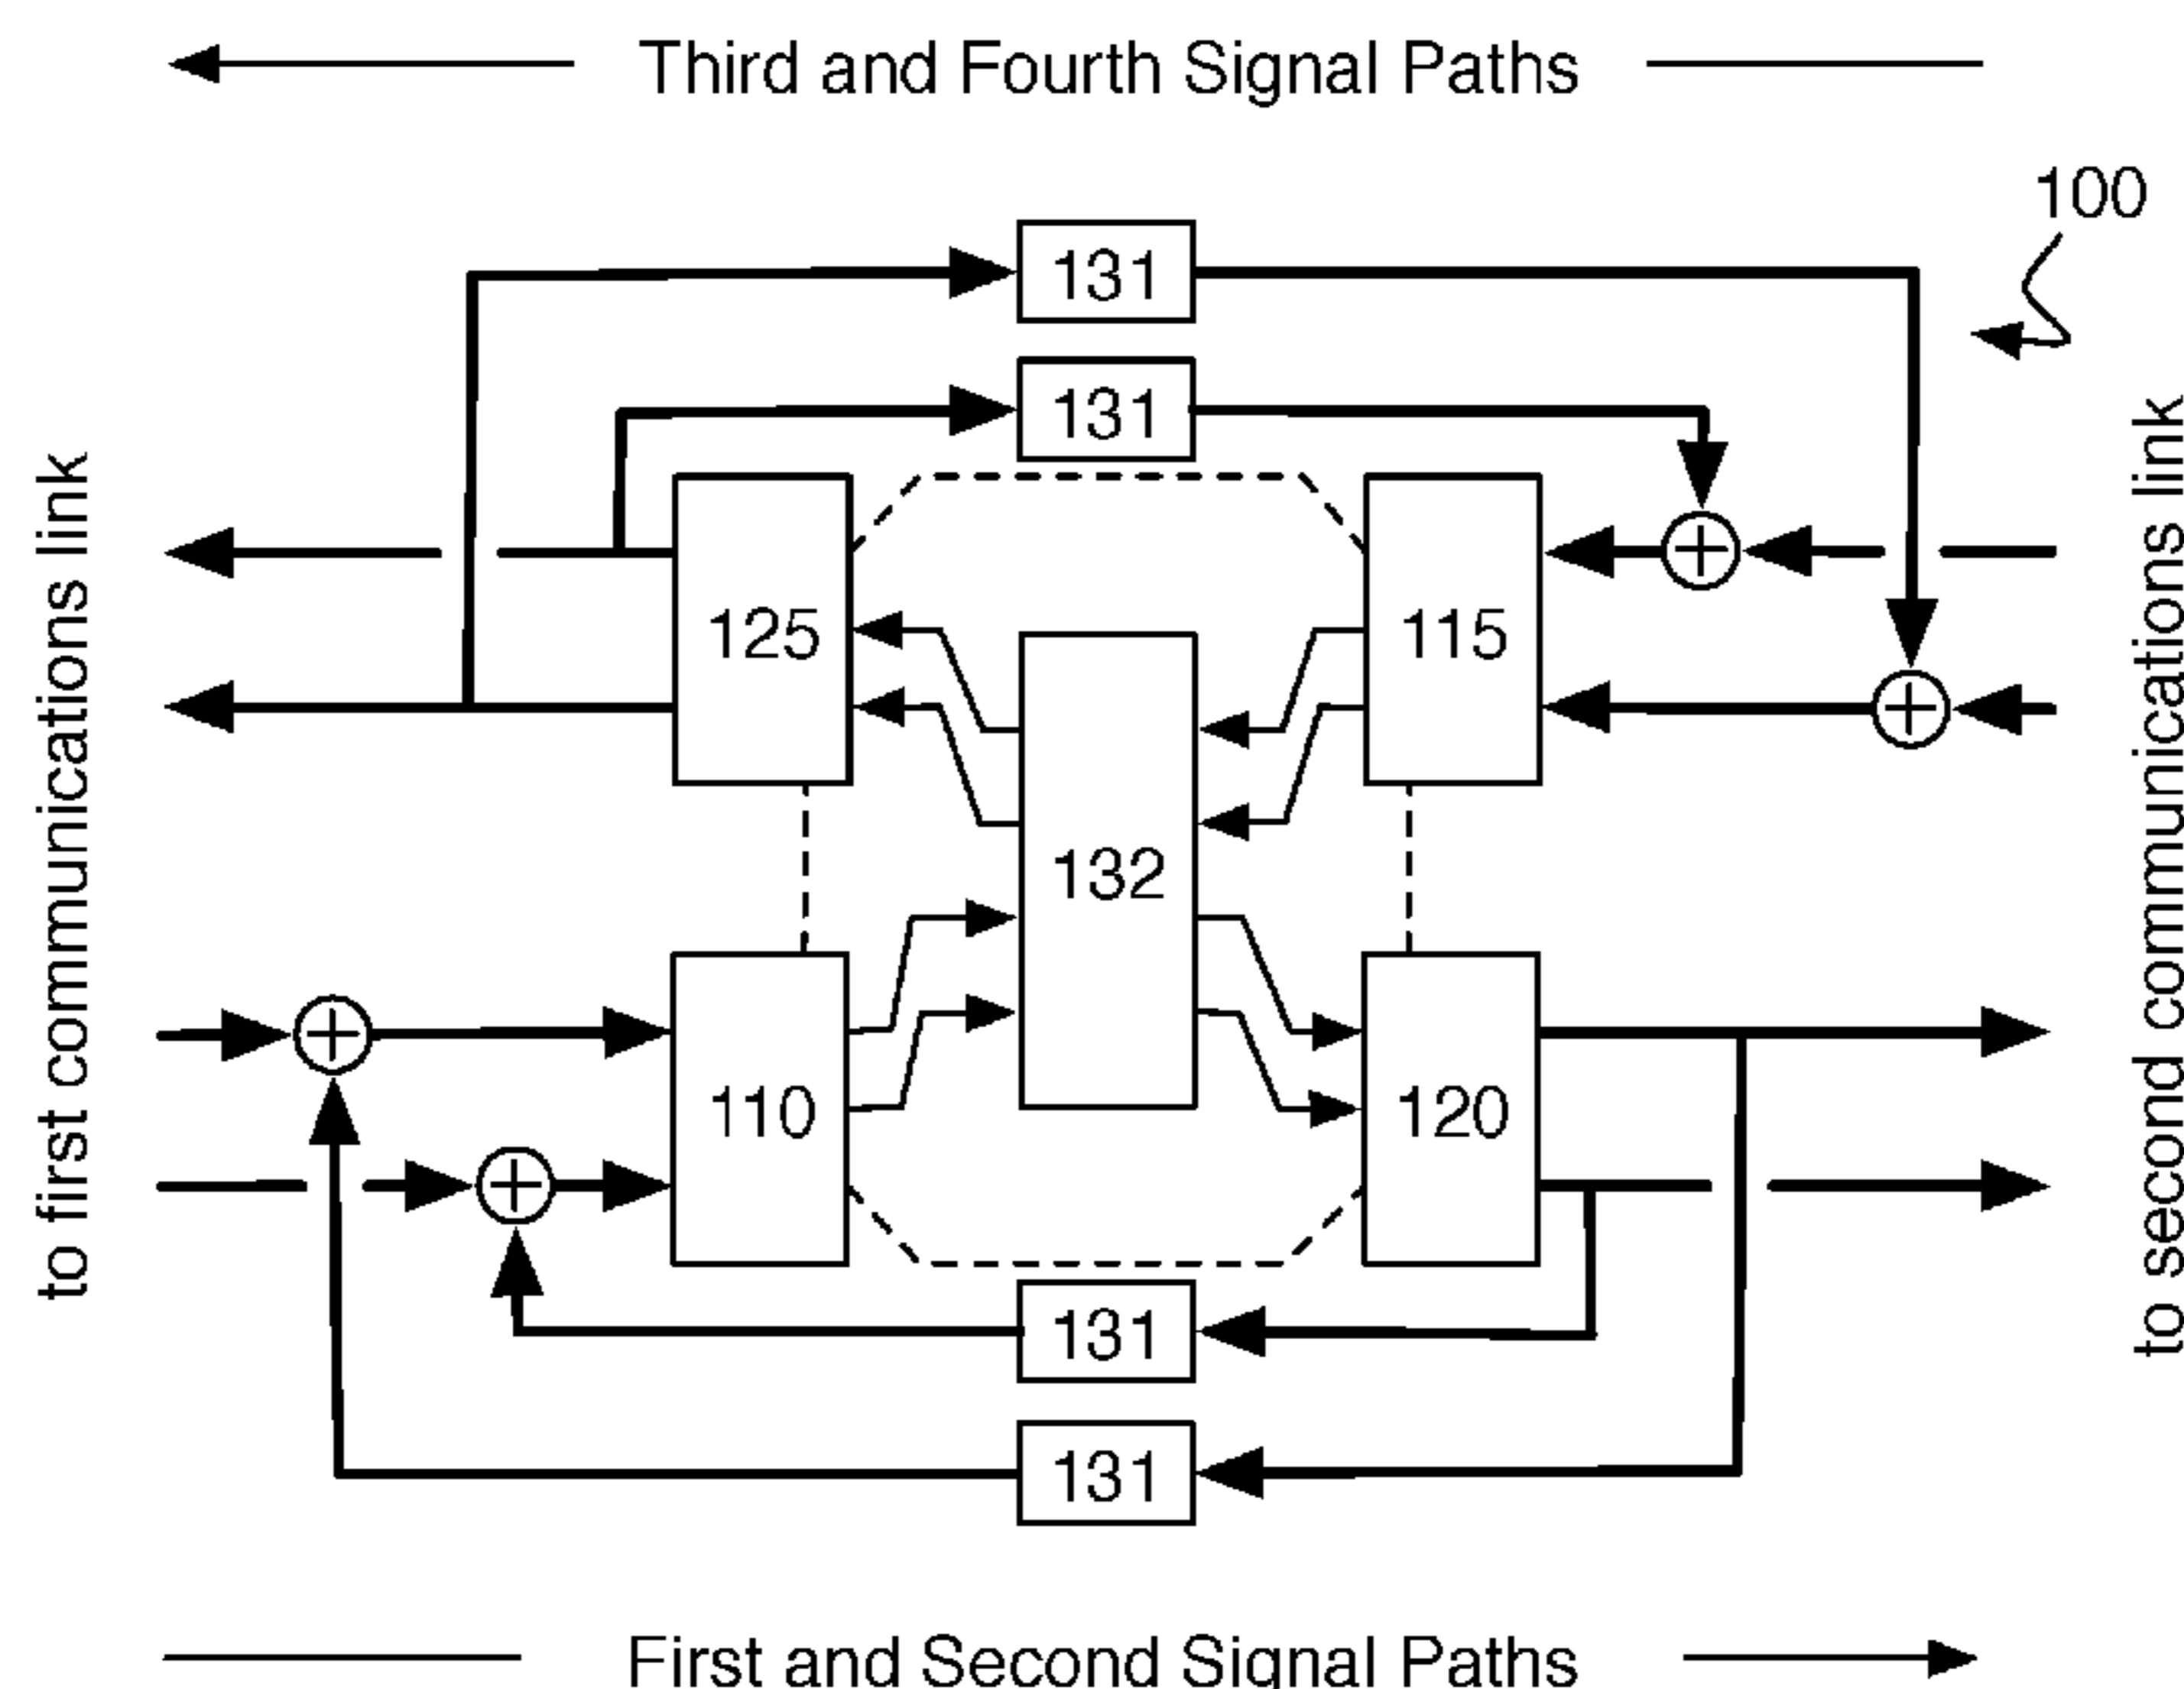 Third and Fourth Signal Paths
100
131
131
to first communications link
to second communications link
125
115
132
110
120
131
131
First and Second Signal Paths